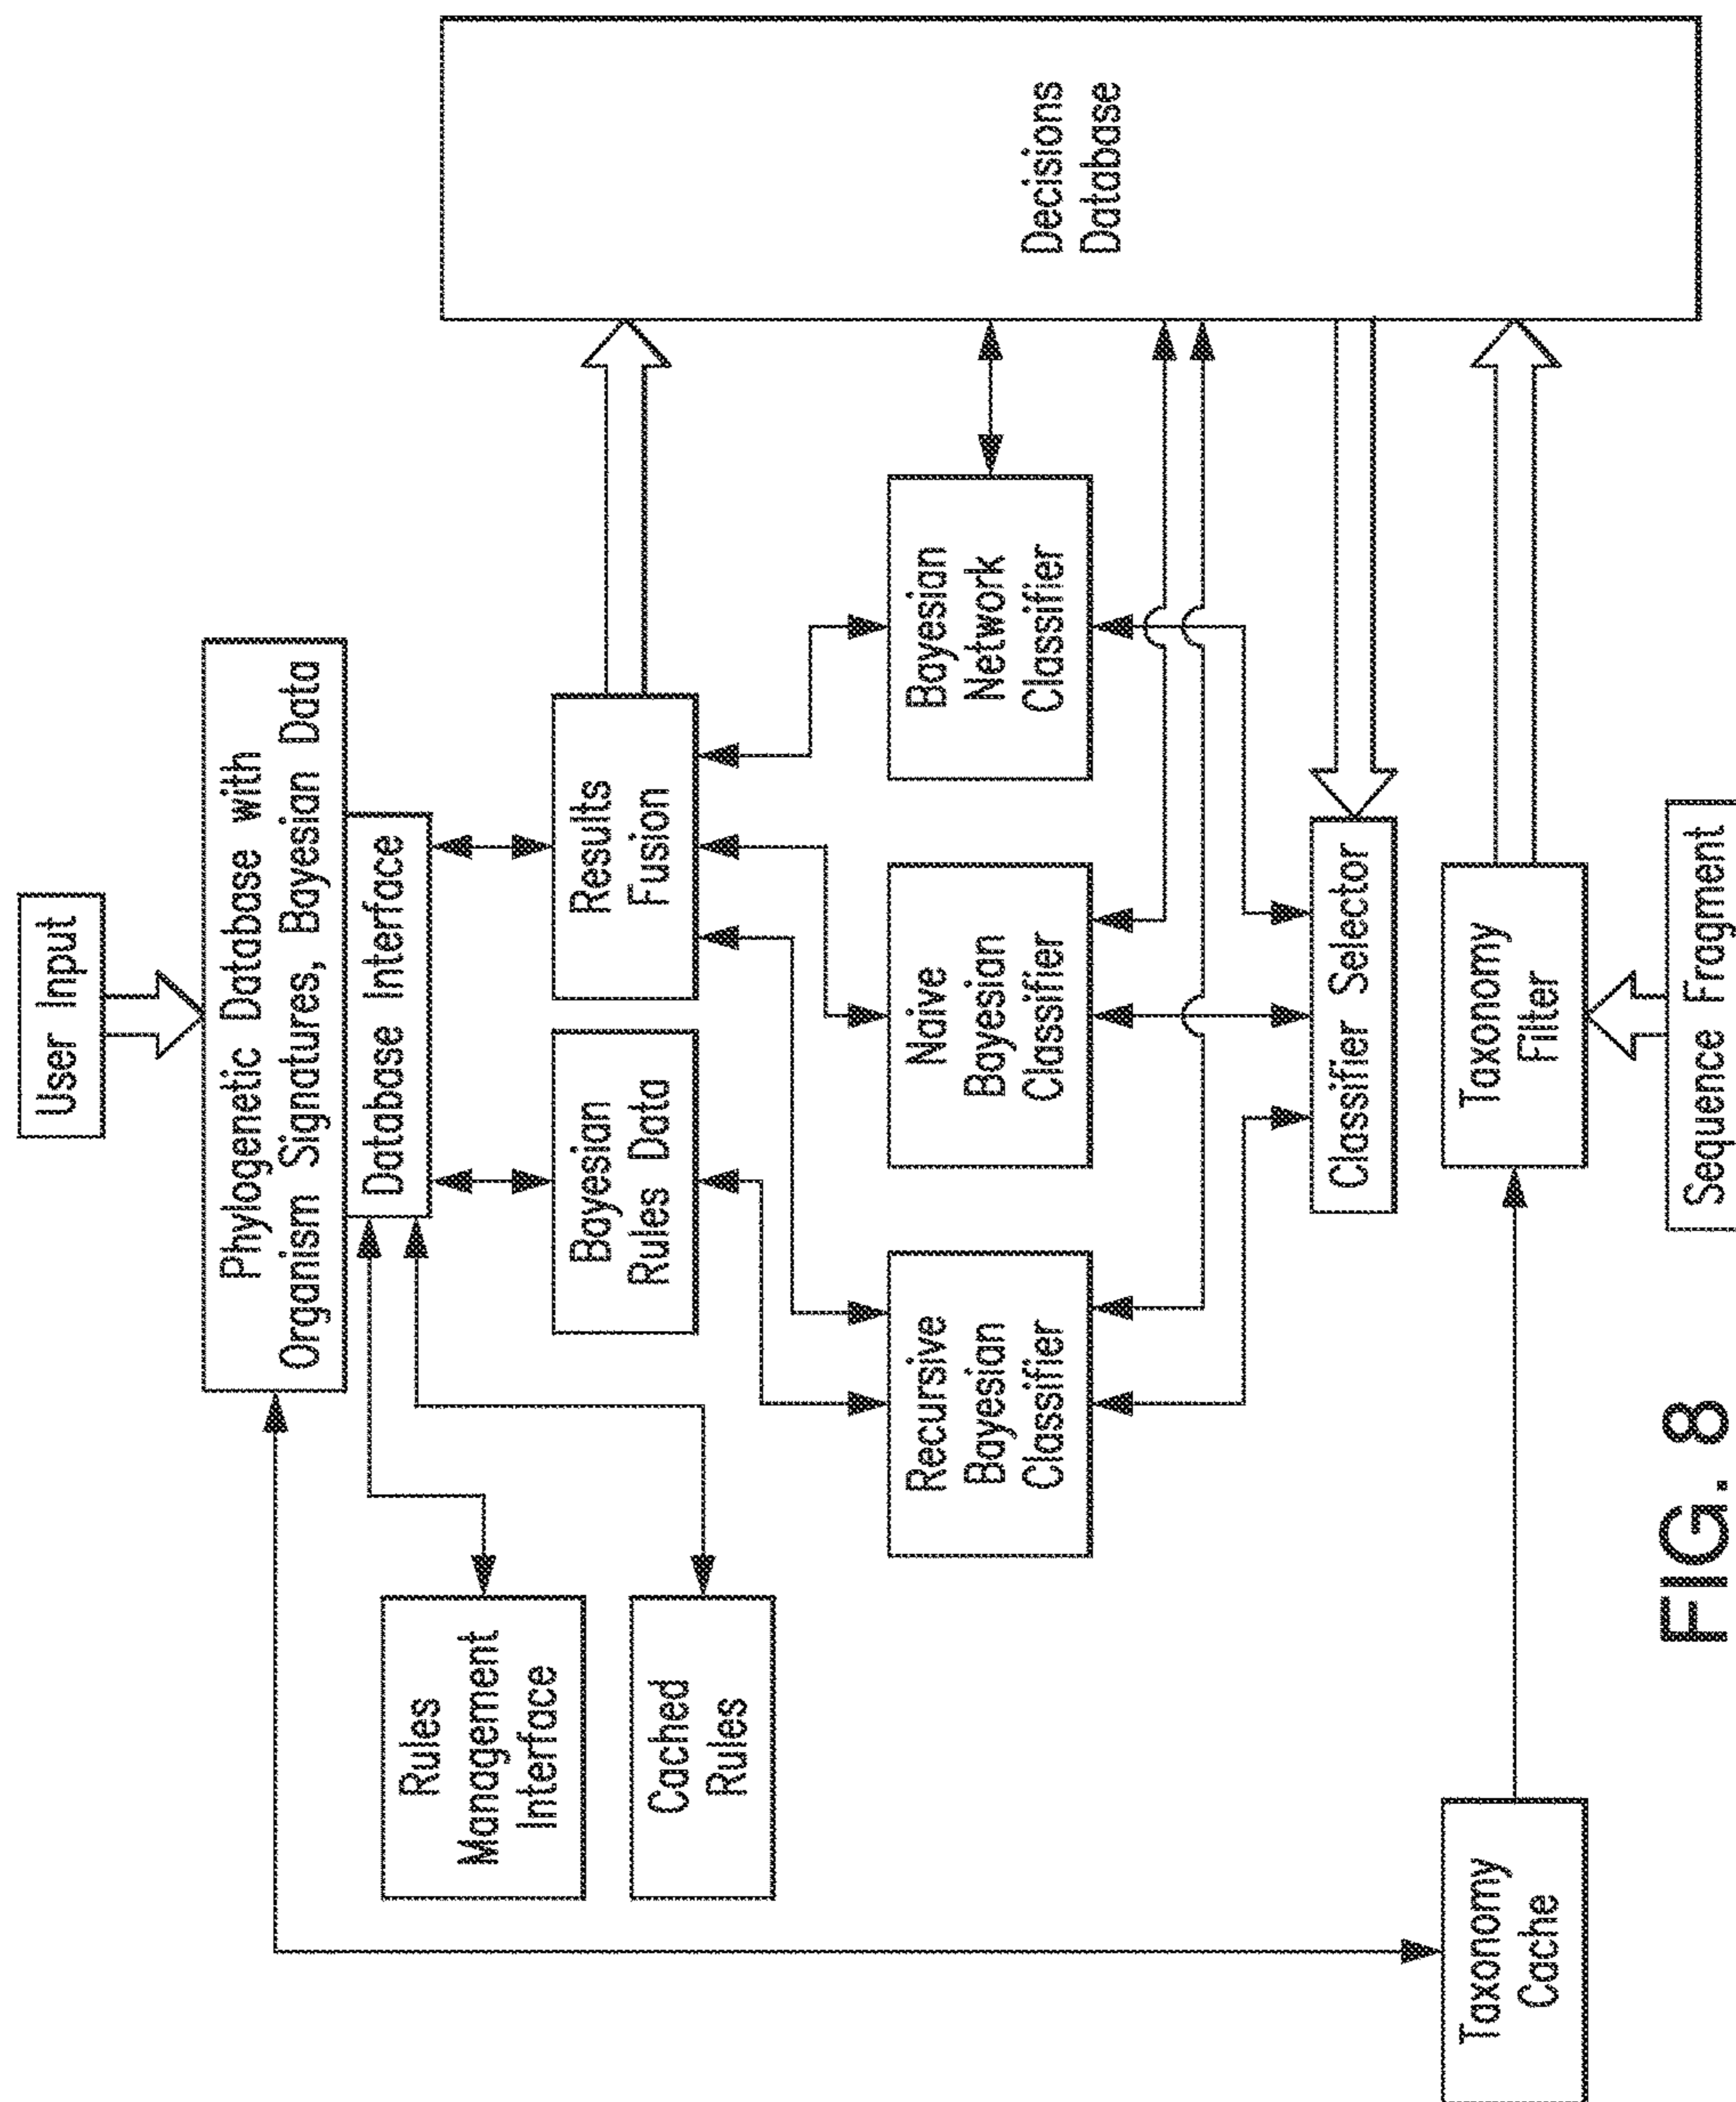 User Input
Phylogenetic Database with
Organism Signatures, Bayesian Data
Database Interface
Rules
Management
Interface
Cached
Rules
Bayesian
Rules Data
Results
Fusion
Recursive
Bayesian
Classifier
Naive
Bayesian
Classifier
Bayesian
Network
Classifier
Decisions
Database
Classifier Selector
Taxonomy
Cache
Taxonomy
Filter
Sequence Fragment
FIG. 8